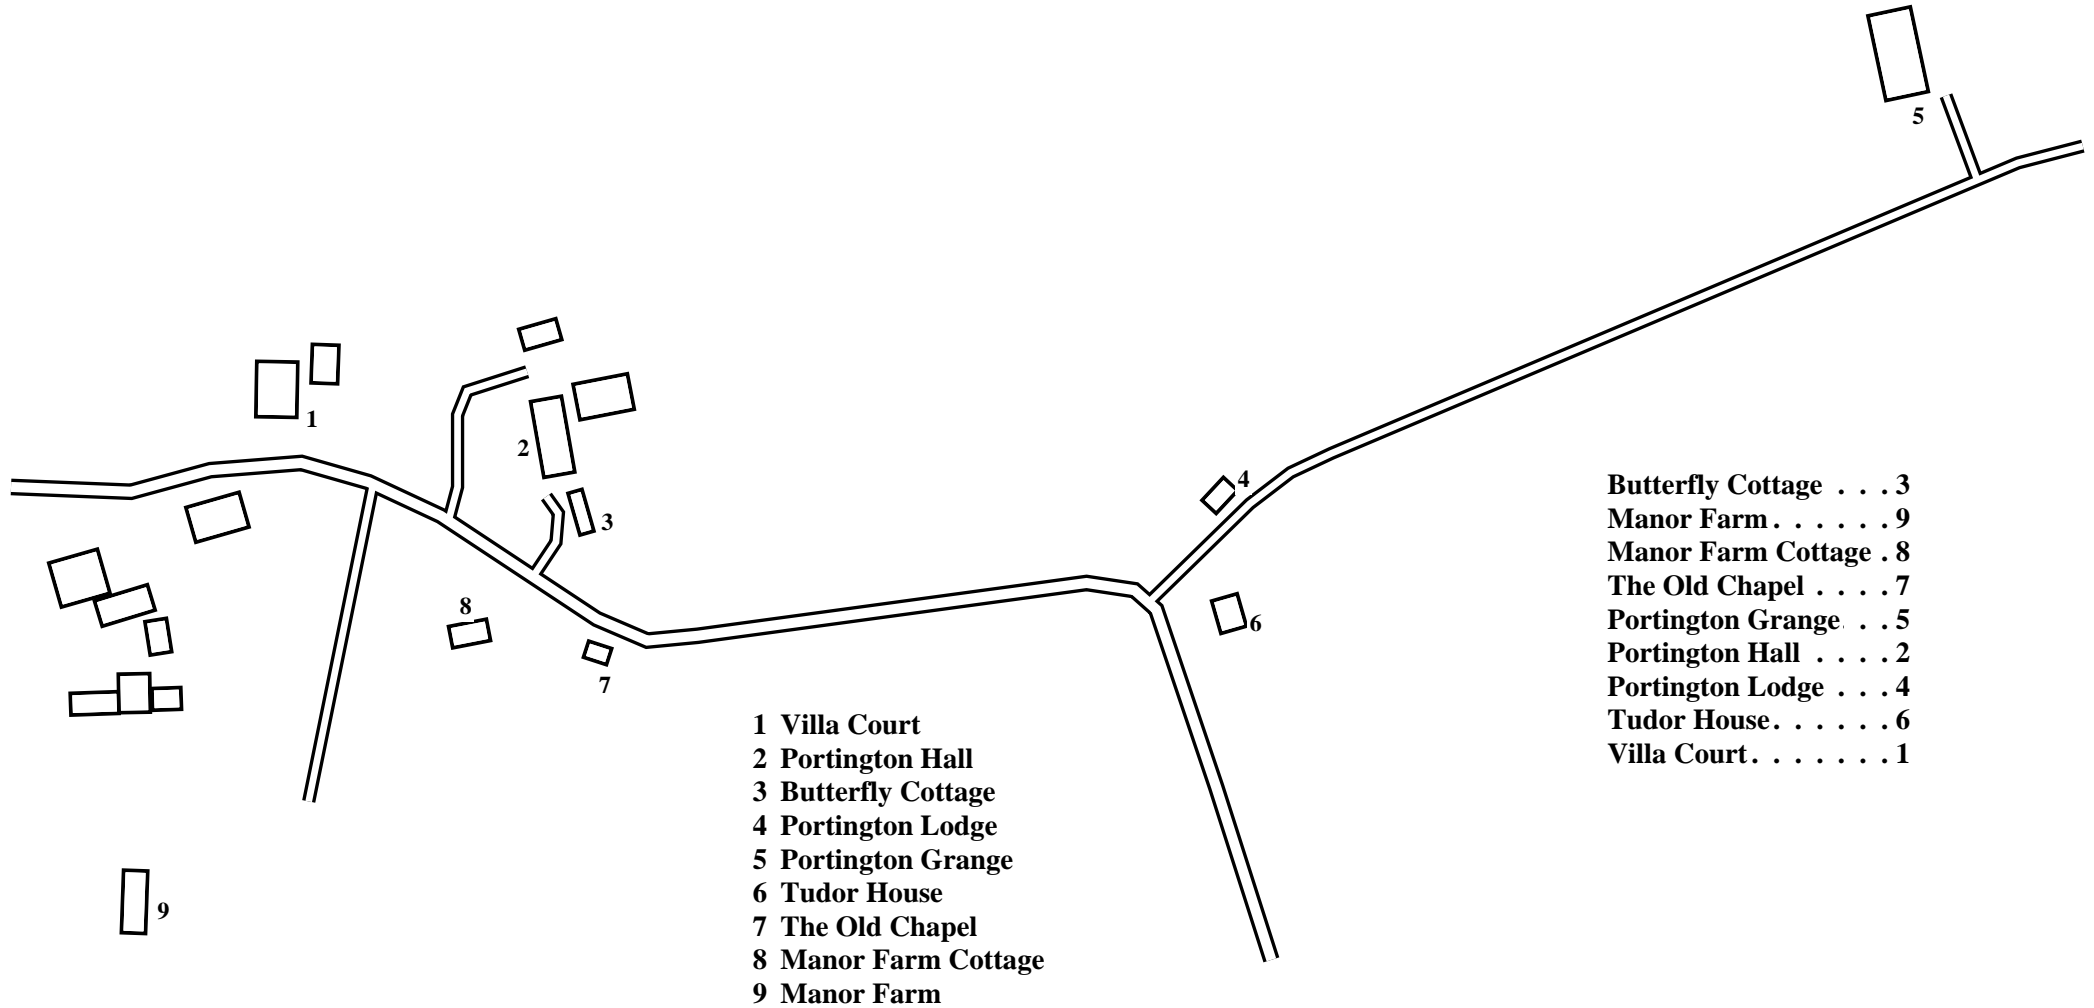 5
1
2
3
4
8
6
7
9
1 Villa Court
2 Portington Hall
3 Butterfly Cottage
4 Portington Lodge
5 Portington Grange
6 Tudor House
7 The Old Chapel
8 Manor Farm Cottage
9 Manor Farm
Butterfly Cottage . . . 3
Manor Farm . . . . . . 9
Manor Farm Cottage . 8
The Old Chapel . . . . 7
Portington Grange . . . 5
Portington Hall . . . . 2
Portington Lodge . . . 4
Tudor House . . . . . . 6
Villa Court . . . . . . . 1